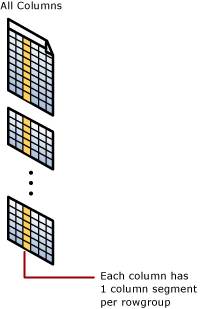 All Columns
Each column has
1 column segment
per rowgroup